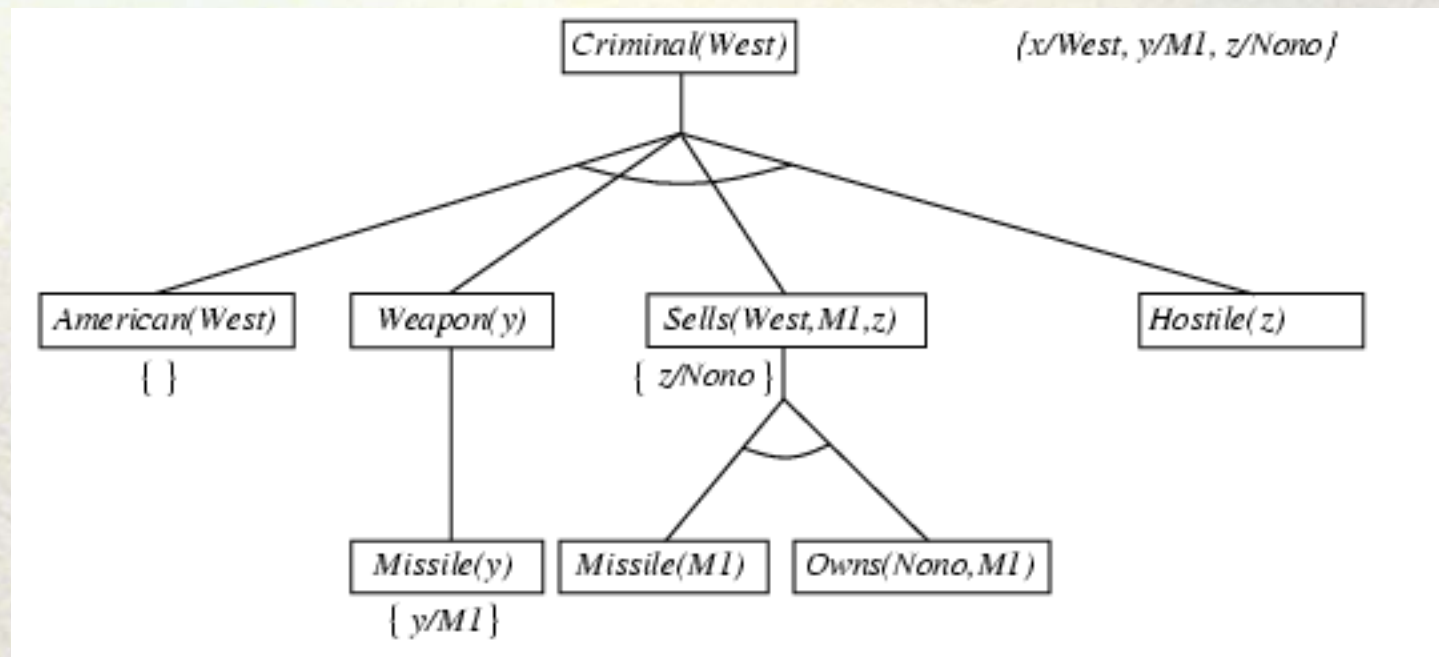 Criminal(West) {x/West, y/M1, z/Nono}
American(West) Weapon(y) Sells(West,M1,z) Hostile(z)
{ } { z/Nono }
Missile(y) Missile(M1) Owns(Nono,M1)
{ y/M1 }